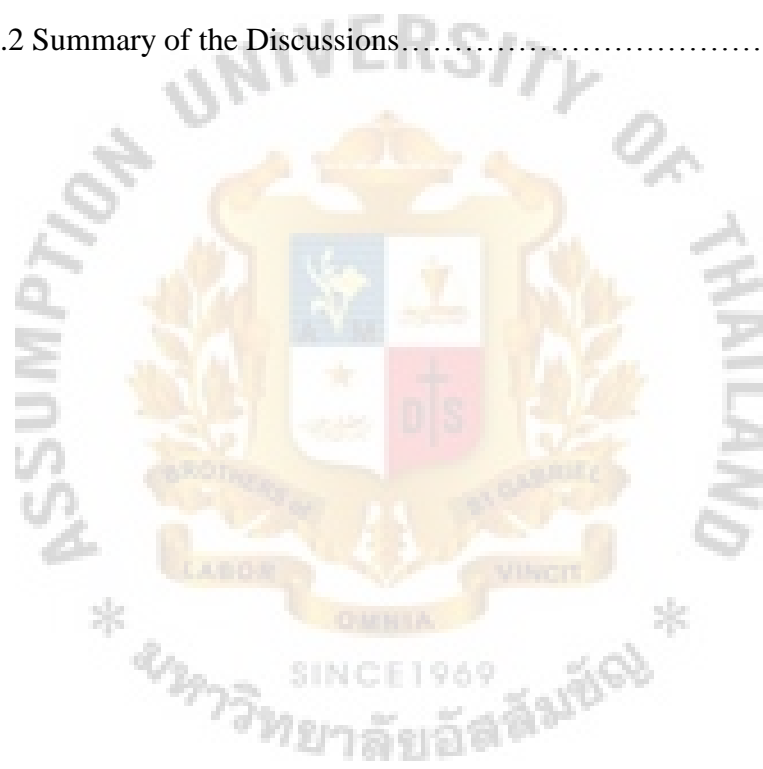 .2 Summary of the Discussions……………………………
ASSUMPTION UNIVERSITY OF THAILAND
A M
D S
BROTHERS of ST GABRIEL
LABOR OMNIA VINCIT
SINCE1969
* มหาวิทยาลัยอัสสัมชัญ *